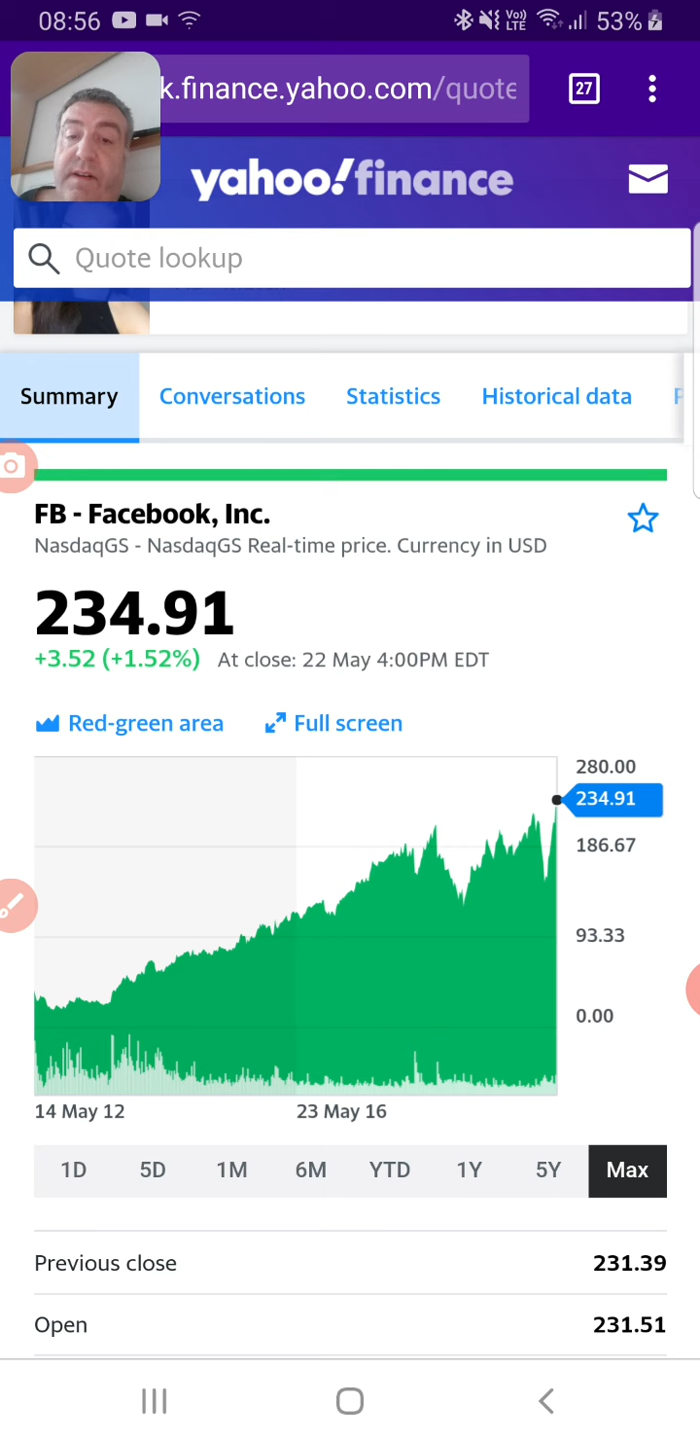 08:56
Vo)) LTE 53%
k.finance.yahoo.com/quote
27
yahoo!finance
Quote lookup
Summary Conversations Statistics Historical data
FB - Facebook, Inc.
NasdaqGS - NasdaqGS Real-time price. Currency in USD
234.91
+3.52 (+1.52%) At close: 22 May 4:00PM EDT
Red-green area Full screen
280.00
234.91
186.67
93.33
0.00
14 May 12 23 May 16
1D 5D 1M 6M YTD 1Y 5Y Max
Previous close 231.39
Open 231.51